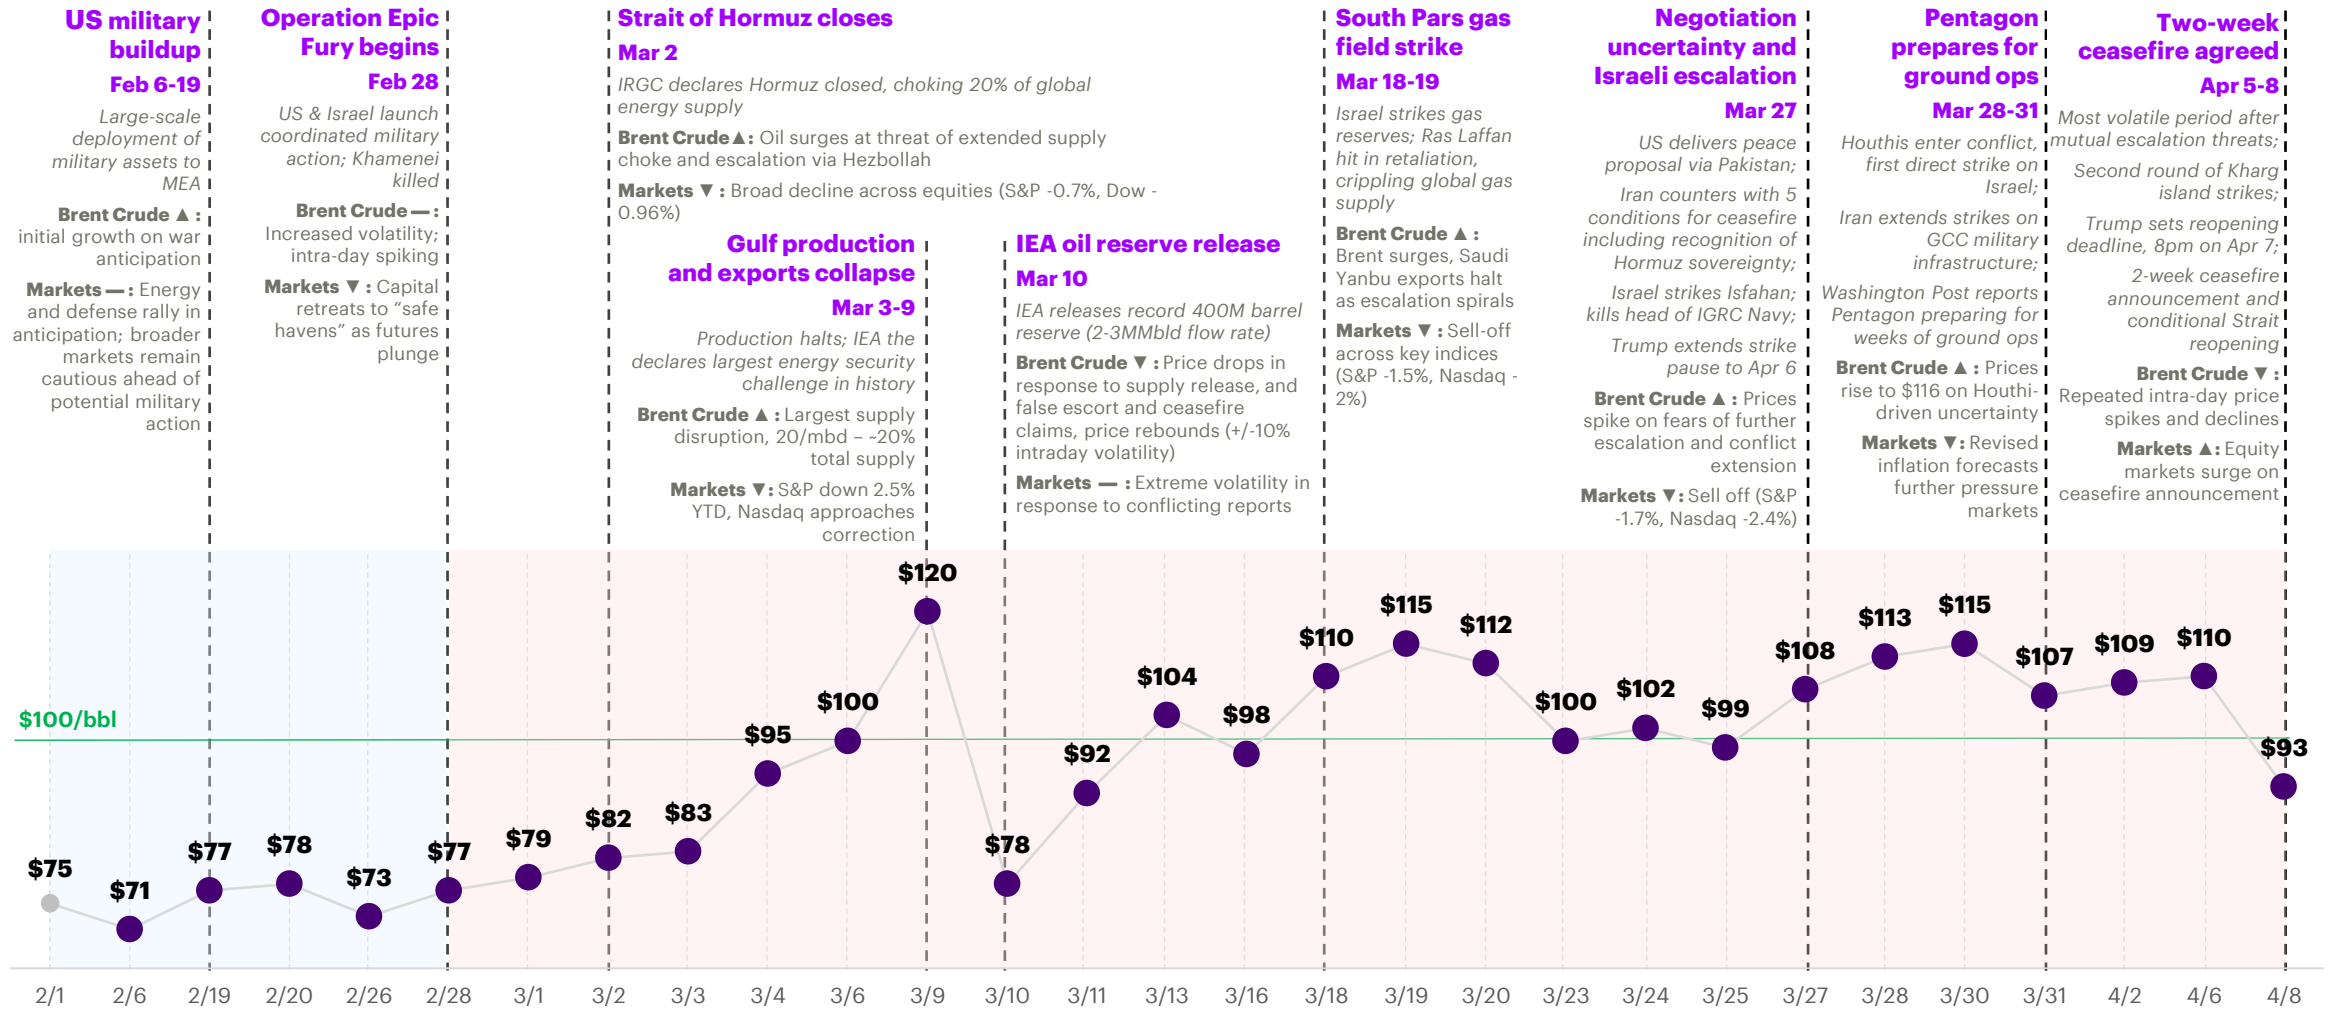 US military
buildup
Feb 6-19
Large-scale
deployment of
military assets to
MEA
Brent Crude ▲ :
initial growth on war
anticipation
Markets — : Energy
and defense rally in
anticipation; broader
markets remain
cautious ahead of
potential military
action
Operation Epic
Fury begins
Feb 28
US & Israel launch
coordinated military
action; Khamenei
killed
Brent Crude — :
Increased volatility;
intra-day spiking
Markets ▼ : Capital
retreats to “safe
havens” as futures
plunge
Strait of Hormuz closes
Mar 2
IRGC declares Hormuz closed, choking 20% of global
energy supply
Brent Crude▲: Oil surges at threat of extended supply
choke and escalation via Hezbollah
Markets ▼ : Broad decline across equities (S&P -0.7%, Dow -
0.96%)
Gulf production
and exports collapse
Mar 3-9
Production halts; IEA the
declares largest energy security
challenge in history
Brent Crude ▲ : Largest supply
disruption, 20/mbd – ~20%
total supply
Markets ▼: S&P down 2.5%
YTD, Nasdaq approaches
correction
IEA oil reserve release
Mar 10
IEA releases record 400M barrel
reserve (2-3MMbld flow rate)
Brent Crude ▼ : Price drops in
response to supply release, and
false escort and ceasefire
claims, price rebounds (+/-10%
intraday volatility)
Markets — : Extreme volatility in
response to conflicting reports
South Pars gas
field strike
Mar 18-19
Israel strikes gas
reserves; Ras Laffan
hit in retaliation,
crippling global gas
supply
Brent Crude ▲ :
Brent surges, Saudi
Yanbu exports halt
as escalation spirals
Markets ▼ : Sell-off
across key indices
(S&P -1.5%, Nasdaq -
2%)
Negotiation
uncertainty and
Israeli escalation
Mar 27
US delivers peace
proposal via Pakistan;
Iran counters with 5
conditions for ceasefire
including recognition of
Hormuz sovereignty;
Israel strikes Isfahan;
kills head of IGRC Navy;
Trump extends strike
pause to Apr 6
Brent Crude ▲ : Prices
spike on fears of further
escalation and conflict
extension
Markets ▼: Sell off (S&P
-1.7%, Nasdaq -2.4%)
Pentagon
prepares for
ground ops
Mar 28-31
Houthis enter conflict,
first direct strike on
Israel;
Iran extends strikes on
GCC military
infrastructure;
Washington Post reports
Pentagon preparing for
weeks of ground ops
Brent Crude ▲ : Prices
rise to $116 on Houthi-
driven uncertainty
Markets ▼: Revised
inflation forecasts
further pressure
markets
Two-week
ceasefire agreed
Apr 5-8
Most volatile period after
mutual escalation threats;
Second round of Kharg
island strikes;
Trump sets reopening
deadline, 8pm on Apr 7;
2-week ceasefire
announcement and
conditional Strait
reopening
Brent Crude ▼ :
Repeated intra-day price
spikes and declines
Markets ▲: Equity
markets surge on
ceasefire announcement
$100/bbl
$75 $71 $77 $78 $73 $77 $79 $82 $83 $95 $100 $120 $78 $92 $104 $98 $110 $115 $112 $100 $102 $99 $108 $113 $115 $107 $109 $110 $93
2/1 2/6 2/19 2/20 2/26 2/28 3/1 3/2 3/3 3/4 3/6 3/9 3/10 3/11 3/13 3/16 3/18 3/19 3/20 3/23 3/24 3/25 3/27 3/28 3/30 3/31 4/2 4/6 4/8